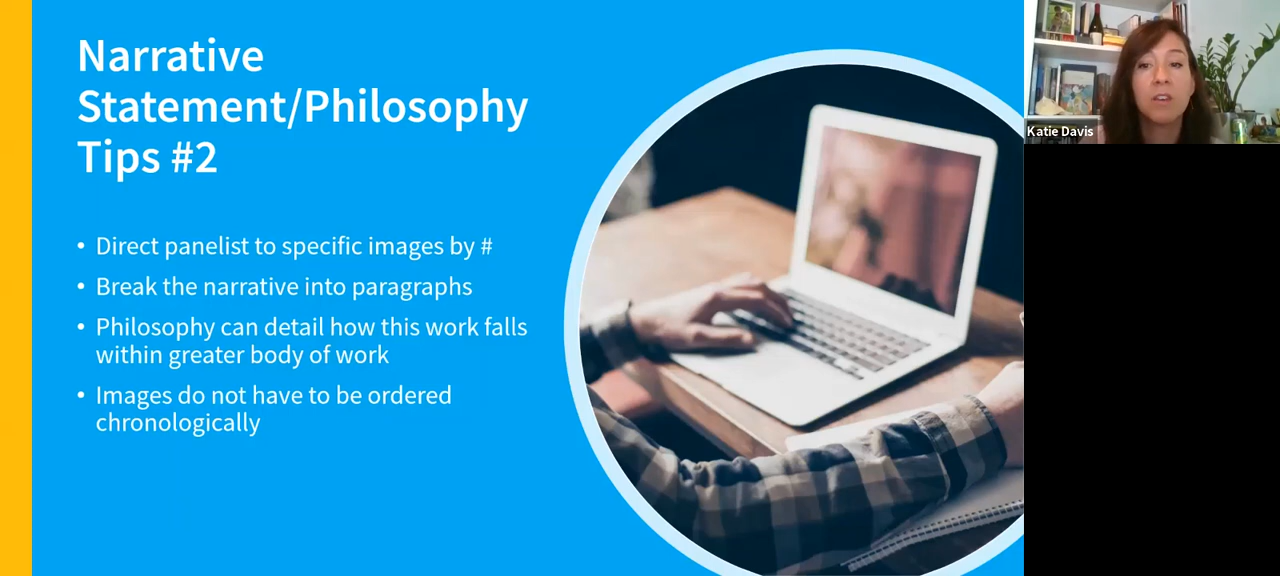 Narrative
Statement/Philosophy
Tips #2
• Direct panelist to specific images by #
• Break the narrative into paragraphs
• Philosophy can detail how this work falls
within greater body of work
• Images do not have to be ordered
chronologically
Katie Davis